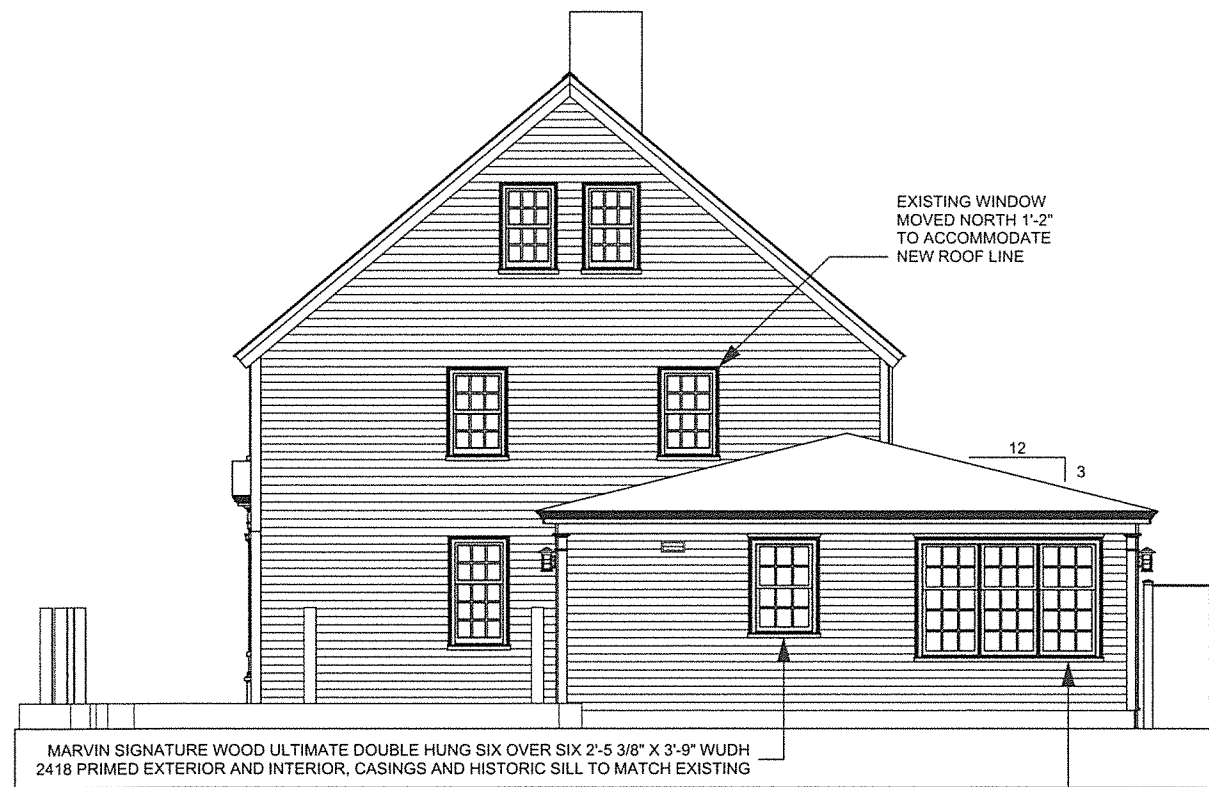 EXISTING WINDOW
MOVED NORTH 1'-2"
TO ACCOMMODATE
NEW ROOF LINE
12
3
MARVIN SIGNATURE WOOD ULTIMATE DOUBLE HUNG SIX OVER SIX 2'-5 3/8" X 3'-9" WUDH
2418 PRIMED EXTERIOR AND INTERIOR, CASINGS AND HISTORIC SILL TO MATCH EXISTING